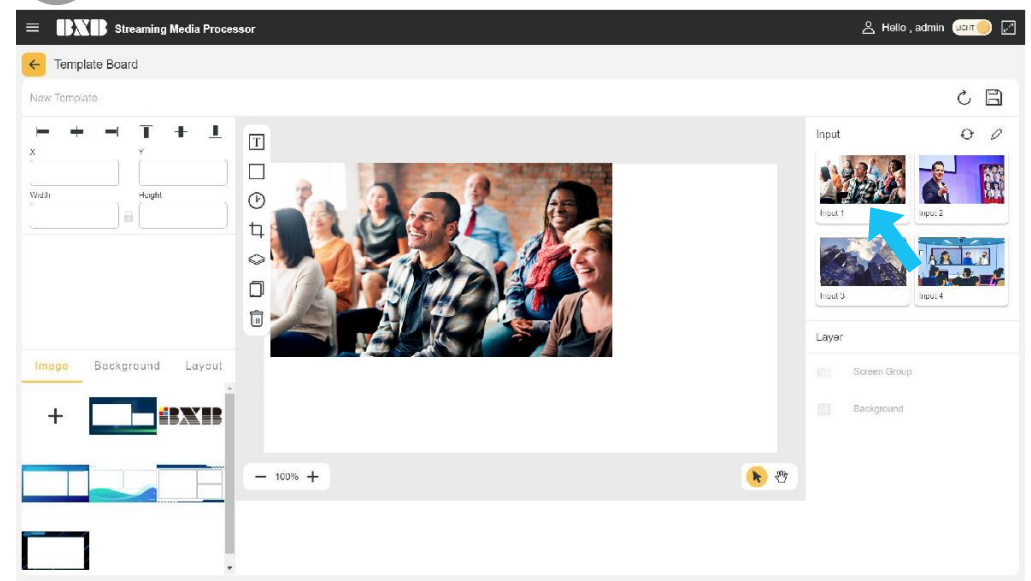 BXB Streaming Media Processor
Hello , admin LIGHT
Template Board
New Template
X Y
Width Height
T
Input
Input 1 Input 2
Input 3 Input 4
Layer
Screen Group
Background
Image Background Layout
+ BXB
− 100% +